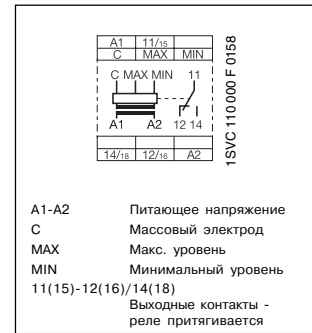 A1 11/15
C MAX MIN
C MAX MIN 11
A1 A2 12 14
14/18 12/16 A2
1SVC 110 000 F 0158
A1-A2 Питающее напряжение
C Массовый электрод
MAX Макс. уровень
MIN Минимальный уровень
11(15)-12(16)/14(18)
Выходные контакты -
реле притягивается